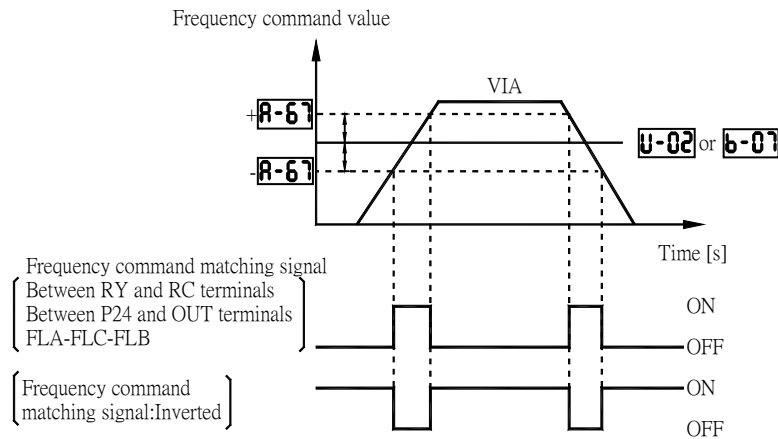 Frequency command value
VIA
+A-67
U-02 or b-07
-A-67
Time [s]
Frequency command matching signal
Between RY and RC terminals
Between P24 and OUT terminals
FLA-FLC-FLB
ON
OFF
Frequency command
matching signal:Inverted
ON
OFF